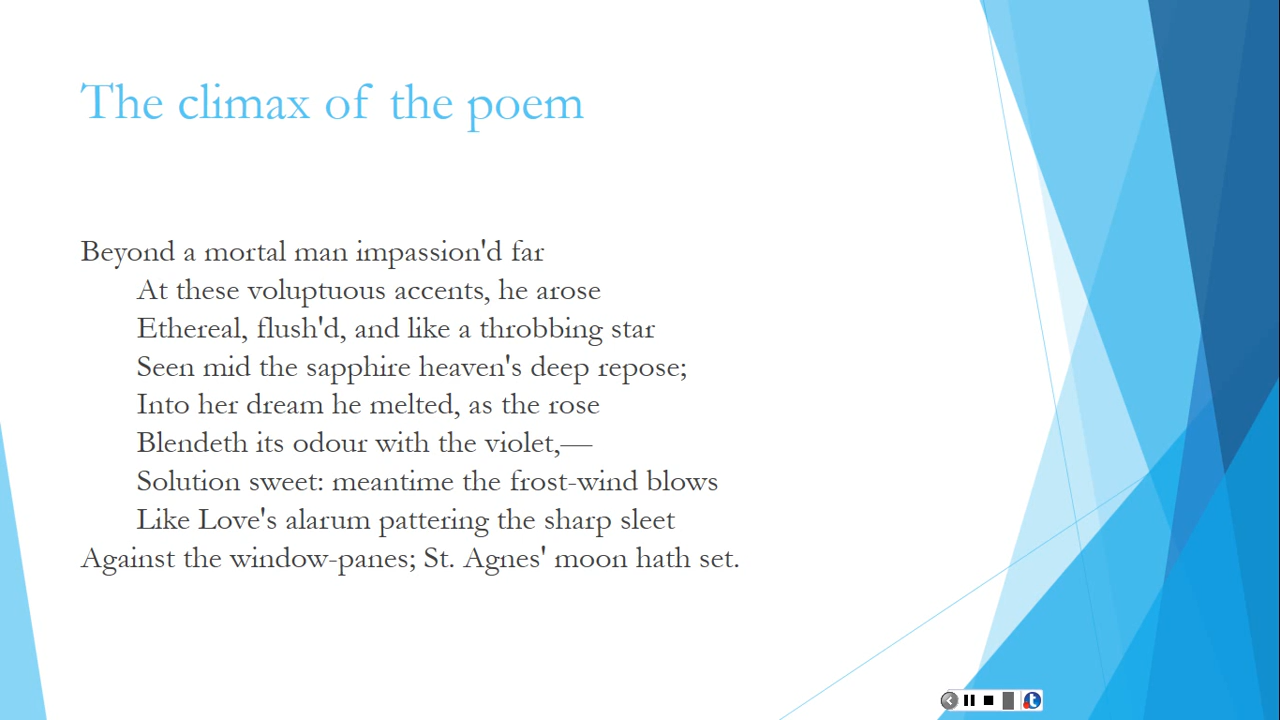 The climax of the poem
Beyond a mortal man impassion'd far
At these voluptuous accents, he arose
Ethereal, flush'd, and like a throbbing star
Seen mid the sapphire heaven's deep repose;
Into her dream he melted, as the rose
Blendeth its odour with the violet,—
Solution sweet: meantime the frost-wind blows
Like Love's alarum pattering the sharp sleet
Against the window-panes; St. Agnes' moon hath set.
t